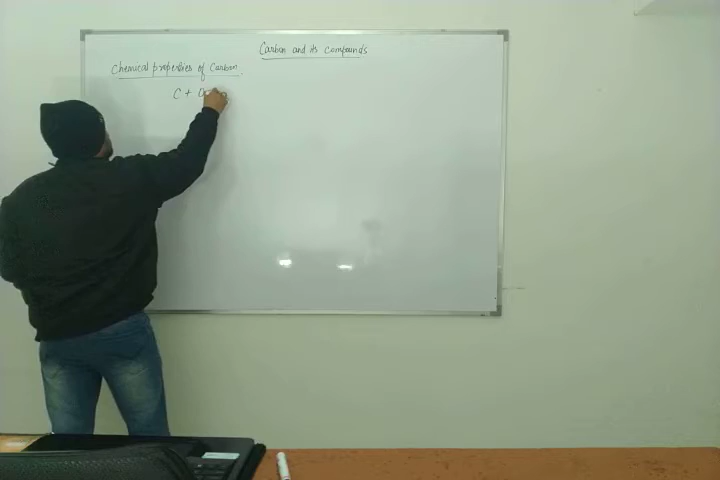 Carbon and its compounds
Chemical properties of Carbon.
C +